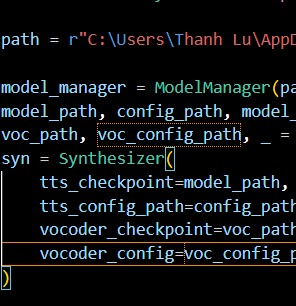 path = r"C:\Users\Thanh Lu\AppD
model_manager = ModelManager(pa
model_path, config_path, model_
voc_path, voc_config_path, _ =
syn = Synthesizer(
tts_checkpoint=model_path,
tts_config_path=config_path
vocoder_checkpoint=voc_path
vocoder_config=voc_config_p
)